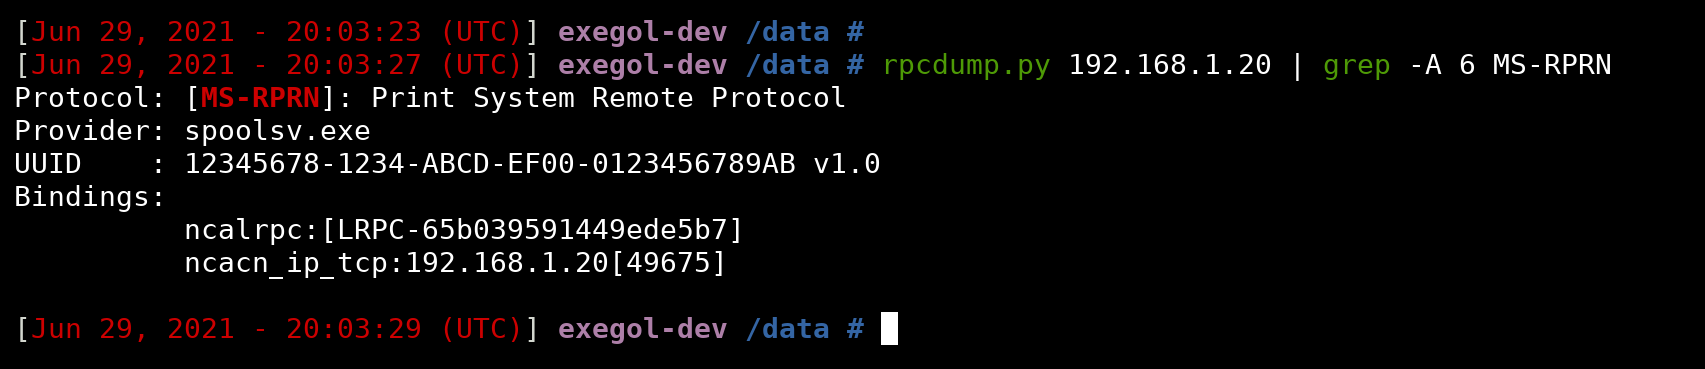 [Jun 29, 2021 - 20:03:23 (UTC)] exegol-dev /data #
[Jun 29, 2021 - 20:03:27 (UTC)] exegol-dev /data # rpcdump.py 192.168.1.20 | grep -A 6 MS-RPRN
Protocol: [MS-RPRN]: Print System Remote Protocol
Provider: spoolsv.exe
UUID    : 12345678-1234-ABCD-EF00-0123456789AB v1.0
Bindings:
          ncalrpc:[LRPC-65b039591449ede5b7]
          ncacn_ip_tcp:192.168.1.20[49675]
[Jun 29, 2021 - 20:03:29 (UTC)] exegol-dev /data #